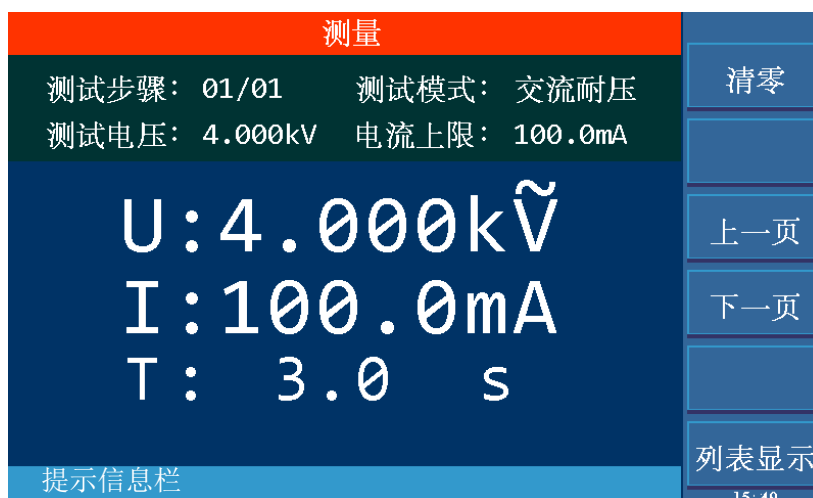 测量
测试步骤： 01/01 测试模式： 交流耐压
测试电压： 4.000kV 电流上限： 100.0mA
U:4.000kṼ
I:100.0mA
T: 3.0 s
提示信息栏
清零
上一页
下一页
列表显示